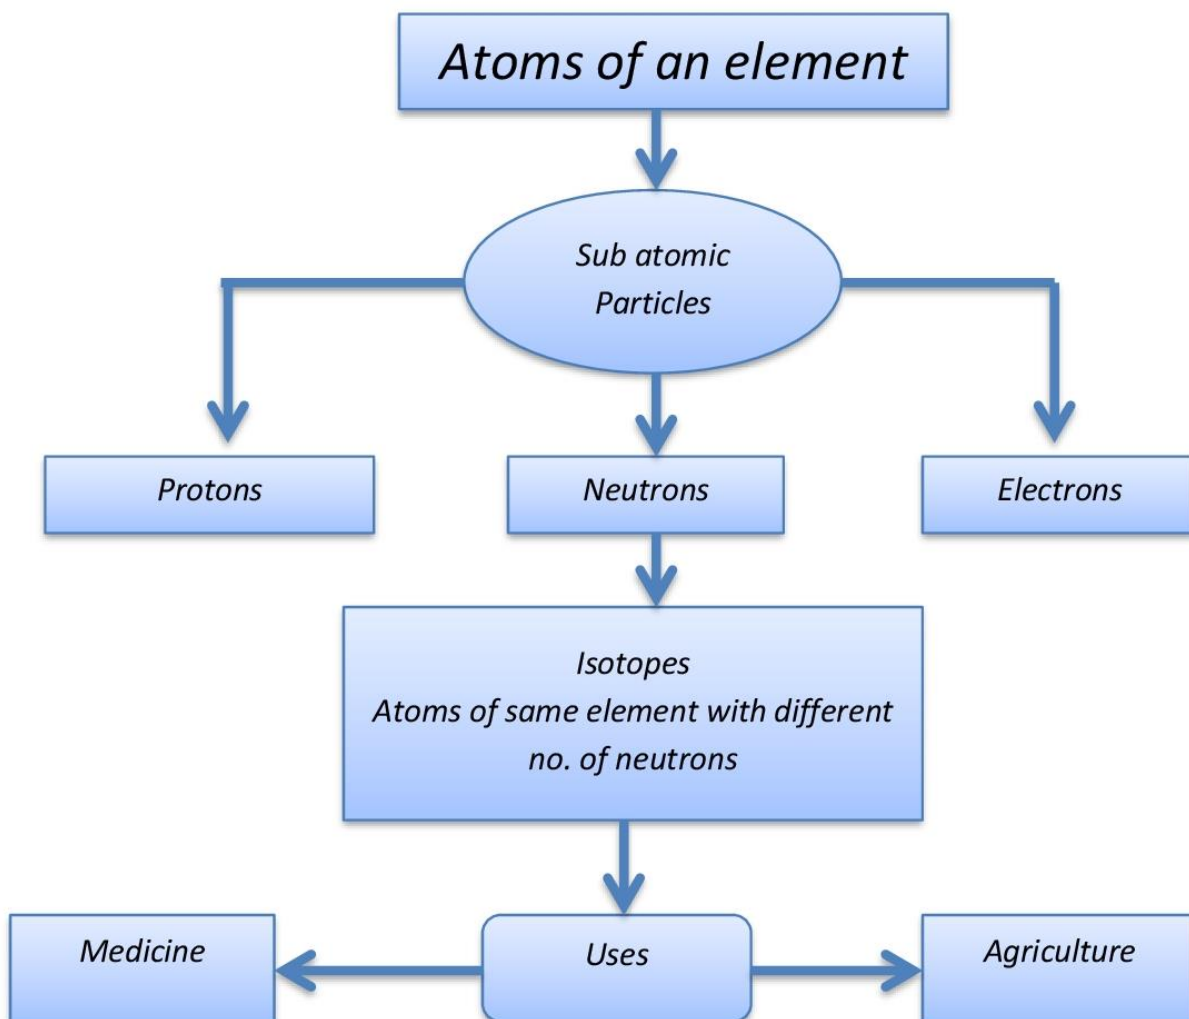 Atoms of an element
Sub atomic
Particles
Protons
Neutrons
Electrons
Isotopes
Atoms of same element with different
no. of neutrons
Medicine
Uses
Agriculture